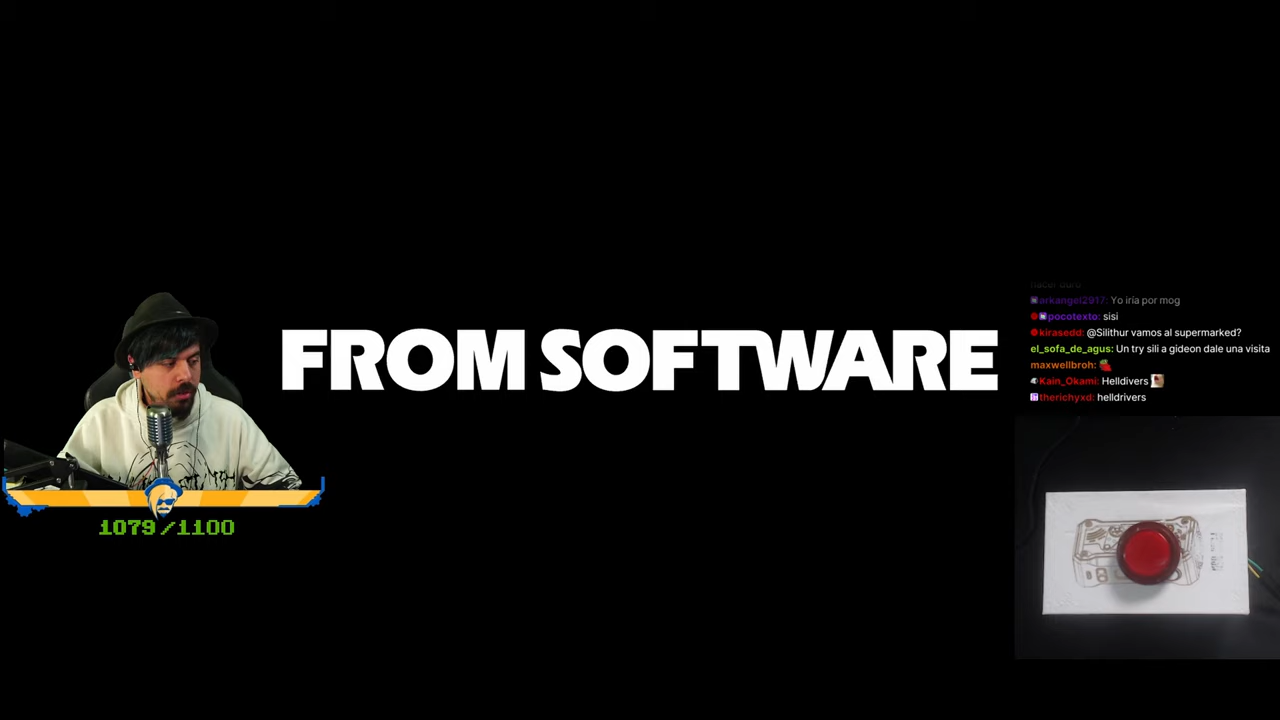 FROM SOFTWARE
arkangel2917: Yo iría por mog
pocotexto: sisi
kirasedd: @Silithur vamos al supermarked?
el_sofa_de_agus: Un try sili a gideon dale una visita
maxwellbroh:
Kain_Okami: Helldivers
therichyxd: helldrivers
1079/1100